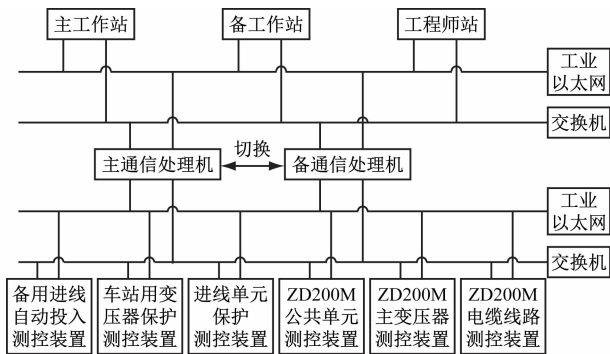 主工作站
备工作站
工程师站
工业
以太网
交换机
主通信处理机
切换
备通信处理机
工业
以太网
交换机
备用进线
自动投入
测控装置
车站用变
压器保护
测控装置
进线单元
保护
测控装置
ZD200M
公共单元
测控装置
ZD200M
主变压器
测控装置
ZD200M
电缆线路
测控装置